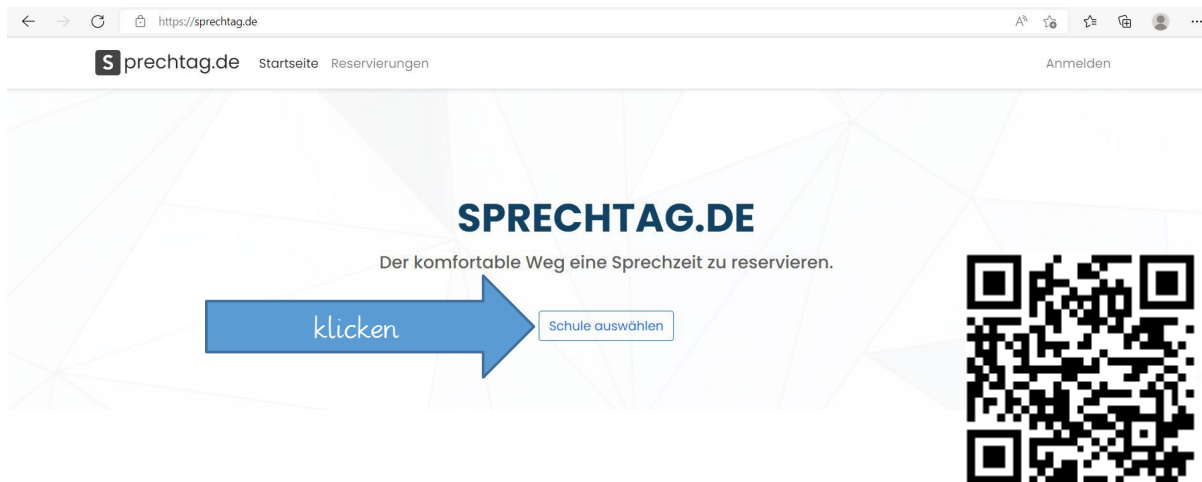 https://sprechtag.de
Sprechtag.de Startseite Reservierungen Anmelden
SPRECHTAG.DE
Der komfortable Weg eine Sprechzeit zu reservieren.
klicken
Schule auswählen